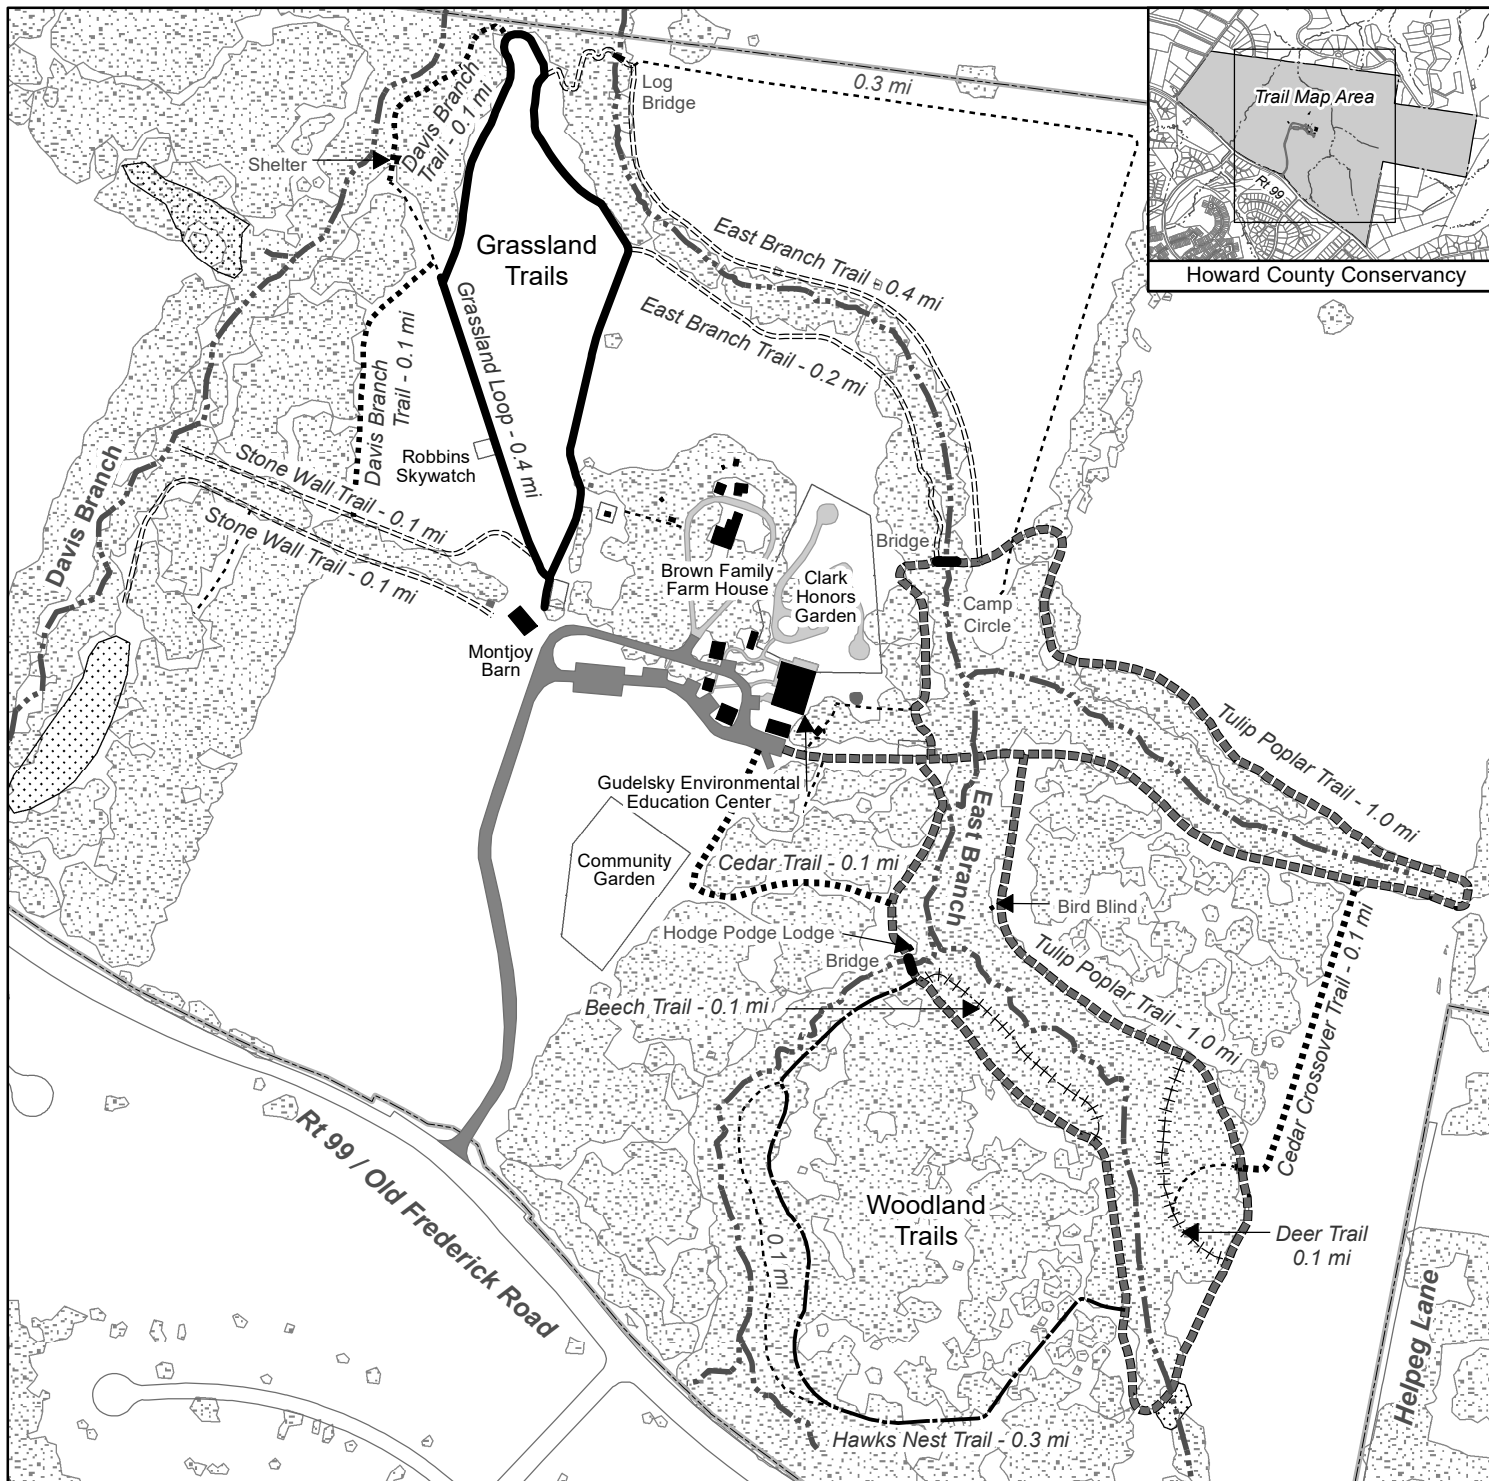 Trail Map Area
Rt 99
Howard County Conservancy
0.3 mi
Log
Bridge
Davis Branch
Trail - 0.1 mi
Shelter
Grassland
Trails
East Branch Trail - 0.4 mi
East Branch Trail - 0.2 mi
Grassland Loop - 0.4 mi
Davis Branch
Trail - 0.1 mi
Robbins
Skywatch
Stone Wall Trail - 0.1 mi
Stone Wall Trail - 0.1 mi
Davis Branch
Bridge
Brown Family
Farm House
Clark
Honors
Garden
Camp
Circle
Montjoy
Barn
Tulip Poplar Trail - 1.0 mi
Gudelsky Environmental
Education Center
East Branch
Community
Garden
Cedar Trail - 0.1 mi
Bird Blind
Hodge Podge Lodge
Bridge
Tulip Poplar Trail - 1.0 mi
Cedar Crossover Trail - 0.1 mi
Beech Trail - 0.1 mi
Rt 99 / Old Frederick Road
Woodland
Trails
0.1 mi
Deer Trail
0.1 mi
Helpeg Lane
Hawks Nest Trail - 0.3 mi